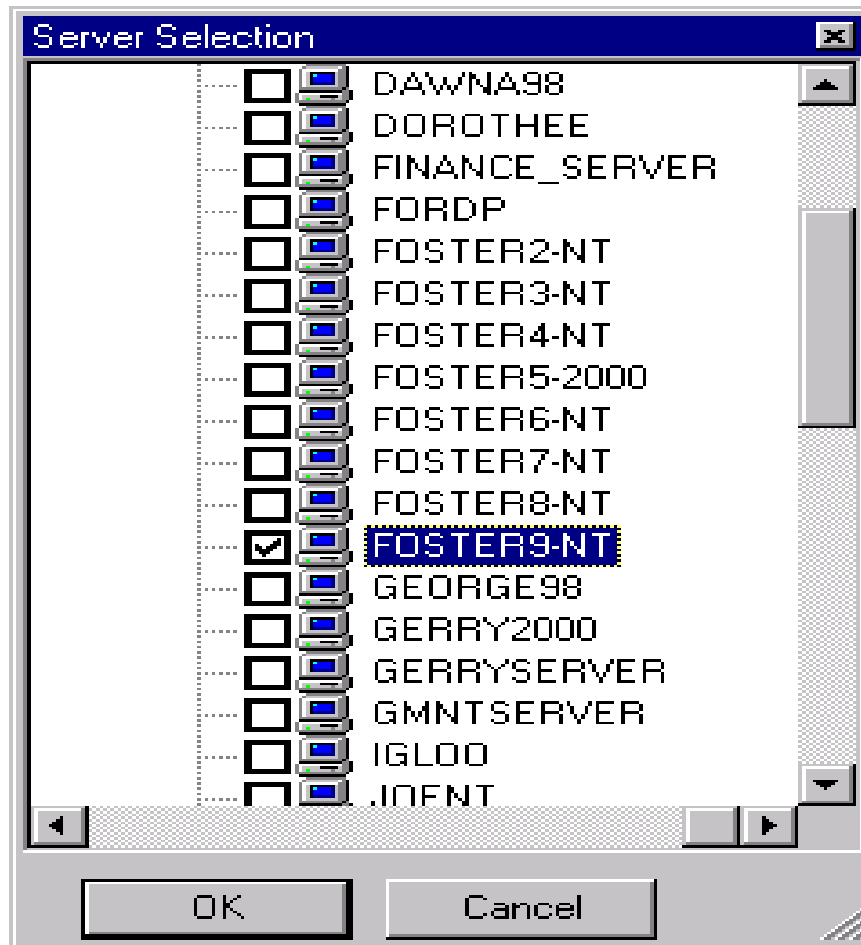 Server Selection
DAWNA98
DOROTHEE
FINANCE_SERVER
FORDP
FOSTER2-NT
FOSTER3-NT
FOSTER4-NT
FOSTER5-2000
FOSTER6-NT
FOSTER7-NT
FOSTER8-NT
FOSTER9-NT
GEORGE98
GERRY2000
GERRYSERVER
GMNTSERVER
IGLOO
JOENT
OK
Cancel